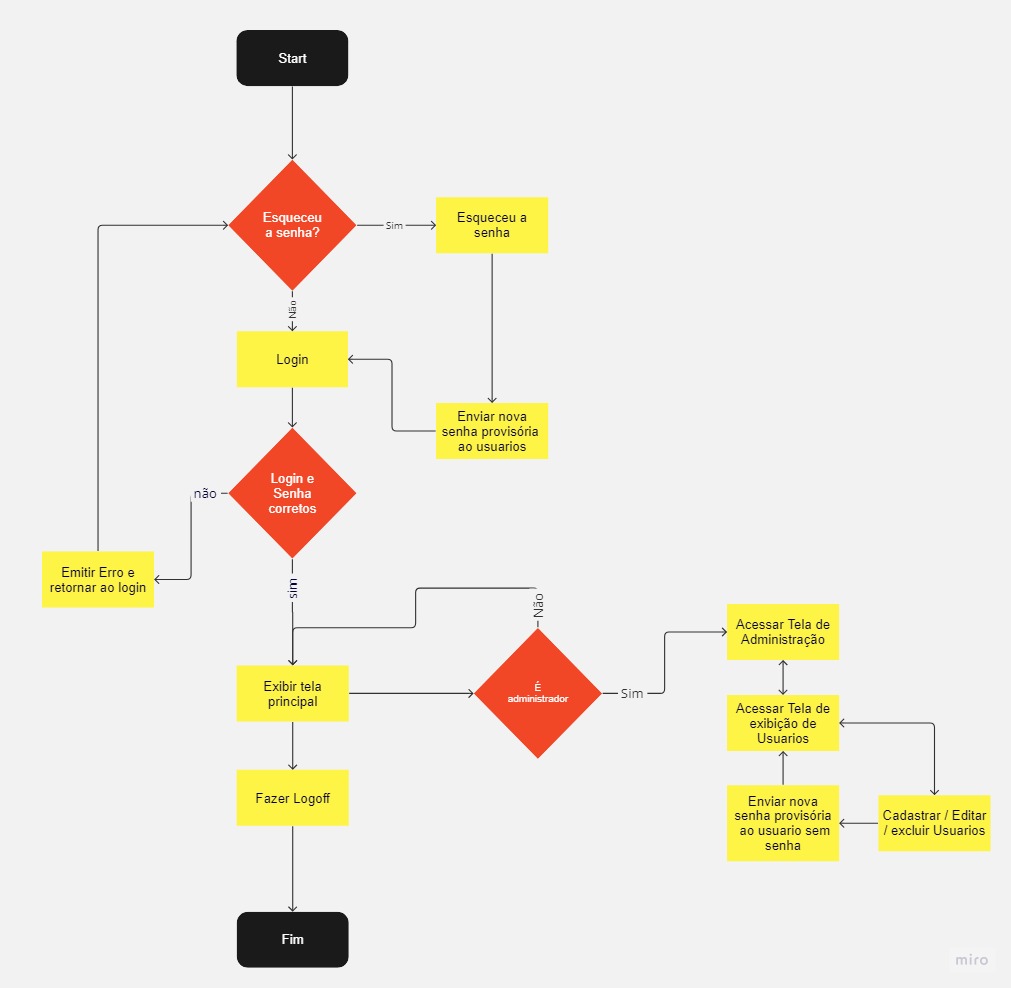 Start
Esqueceu
a senha?
Sim
Esqueceu a
senha
Não
Login
Enviar nova
senha provisória
ao usuarios
Login e
Senha
corretos
não
Emitir Erro e
retornar ao login
sim
Não
Exibir tela
principal
É
administrador
Sim
Acessar Tela de
Administração
Acessar Tela de
exibição de
Usuarios
Fazer Logoff
Enviar nova
senha provisória
ao usuario sem
senha
Cadastrar / Editar
/ excluir Usuarios
Fim
miro